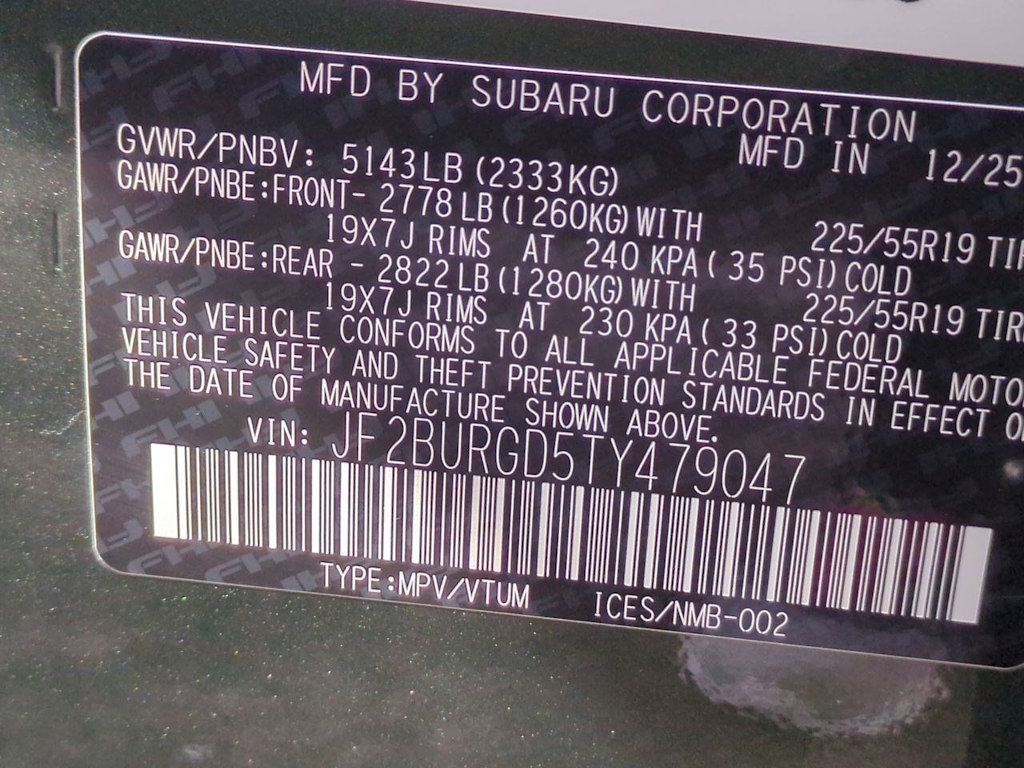 MFD BY SUBARU CORPORATION
MFD IN 12/25
GVWR/PNBV: 5143LB (2333KG)
GAWR/PNBE:FRONT- 2778 LB (1260KG) WITH 225/55R19
19X7J RIMS AT 240 KPA ( 35 PSI) COLD
GAWR/PNBE:REAR - 2822 LB (1280KG) WITH 225/55R19
19X7J RIMS AT 230 KPA ( 33 PSI) COLD
THIS VEHICLE CONFORMS TO ALL APPLICABLE FEDERAL MOTO
VEHICLE SAFETY AND THEFT PREVENTION STANDARDS IN EFFECT
THE DATE OF MANUFACTURE SHOWN ABOVE.
VIN: JF2BURGD5TY479047
TYPE:MPV/VTUM ICES/NMB-002